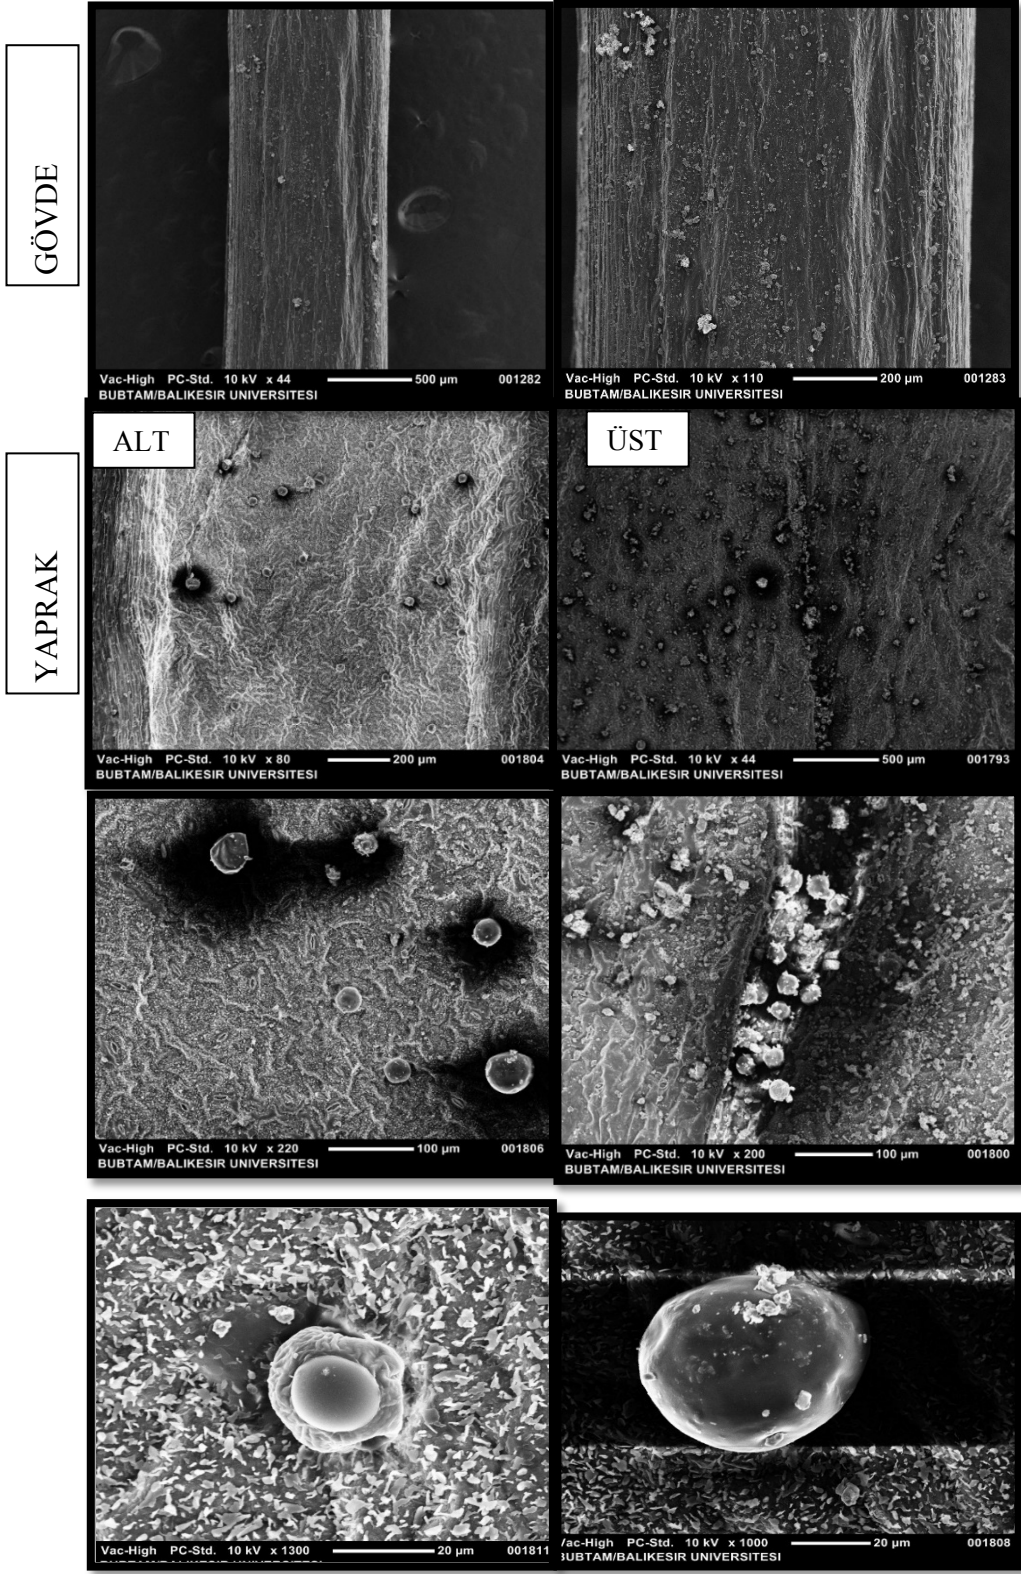 GÖVDE
Vac-High PC-Std. 10 kV x 44 500 µm 001282
BUBTAM/BALIKESIR UNIVERSITESI
Vac-High PC-Std. 10 kV x 110 200 µm 001283
BUBTAM/BALIKESIR UNIVERSITESI
YAPRAK
ALT
Vac-High PC-Std. 10 kV x 80 200 µm 001804
BUBTAM/BALIKESIR UNIVERSITESI
ÜST
Vac-High PC-Std. 10 kV x 44 500 µm 001793
BUBTAM/BALIKESIR UNIVERSITESI
Vac-High PC-Std. 10 kV x 220 100 µm 001806
BUBTAM/BALIKESIR UNIVERSITESI
Vac-High PC-Std. 10 kV x 200 100 µm 001800
BUBTAM/BALIKESIR UNIVERSITESI
Vac-High PC-Std. 10 kV x 1300 20 µm 001811
Vac-High PC-Std. 10 kV x 1000 20 µm 001808
BUBTAM/BALIKESIR UNIVERSITESI